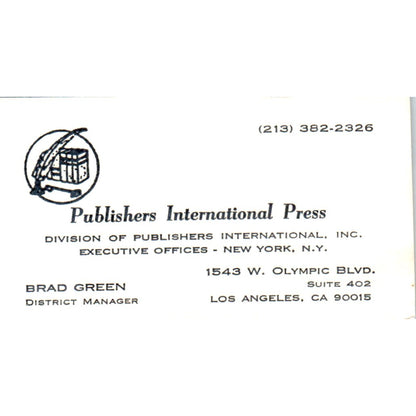 (213) 382-2326
Publishers International Press
DIVISION OF PUBLISHERS INTERNATIONAL, INC.
EXECUTIVE OFFICES - NEW YORK, N.Y.
BRAD GREEN
DISTRICT MANAGER
1543 W. OLYMPIC BLVD.
SUITE 402
LOS ANGELES, CA 90015